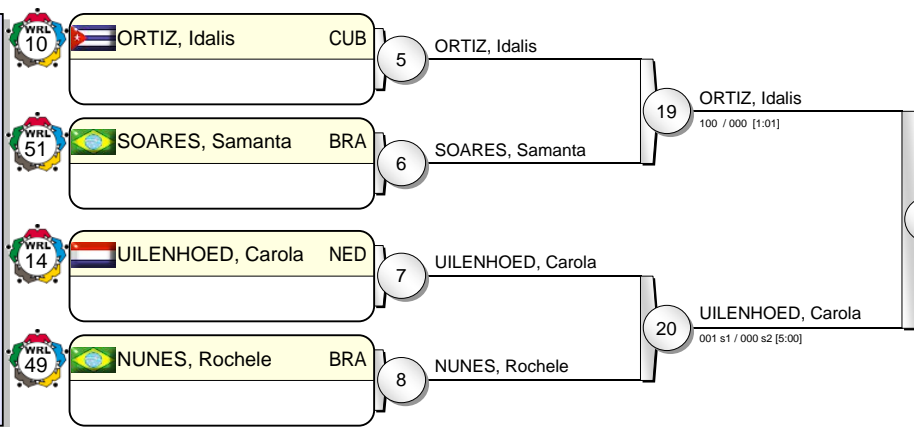 WRL
10
ORTIZ, Idalis CUB
5
ORTIZ, Idalis
19
ORTIZ, Idalis
100 / 000 [1:01]
WRL
51
SOARES, Samanta BRA
6
SOARES, Samanta
WRL
14
UILENHOED, Carola NED
7
UILENHOED, Carola
20
UILENHOED, Carola
001 s1 / 000 s2 [5:00]
WRL
49
NUNES, Rochele BRA
8
NUNES, Rochele